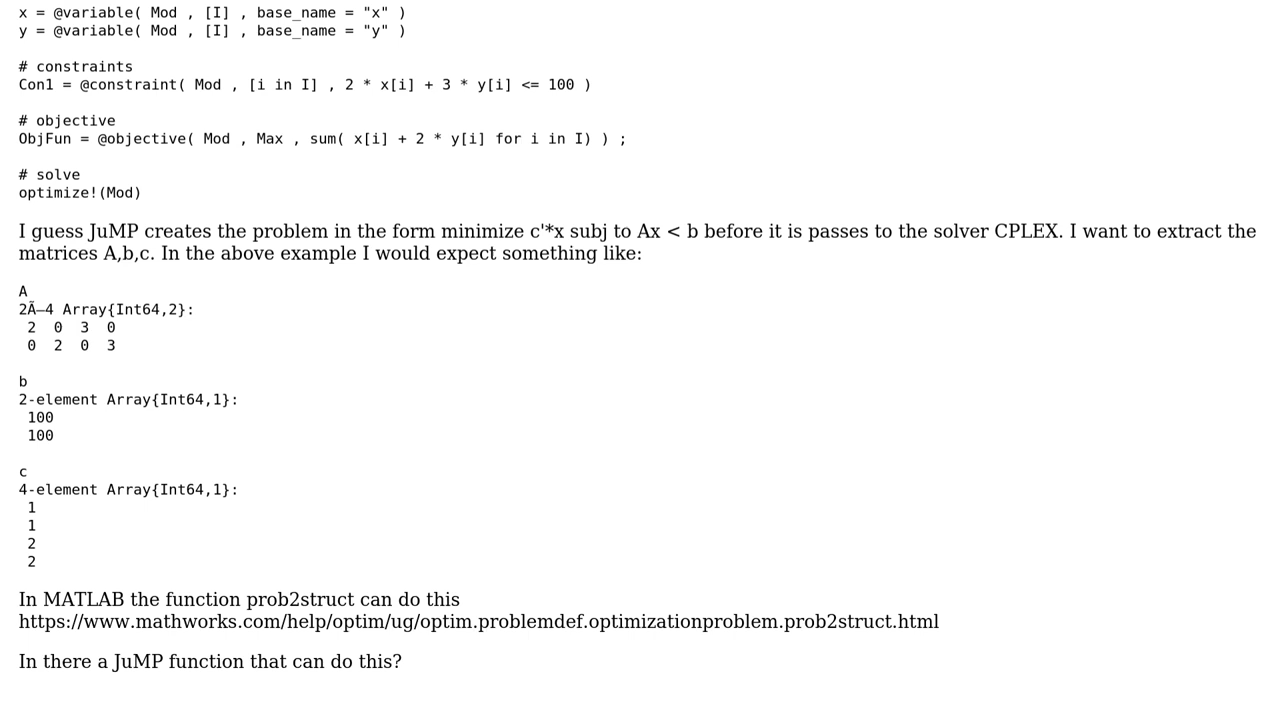 x = @variable( Mod , [I] , base_name = "x" )
y = @variable( Mod , [I] , base_name = "y" )
# constraints
Con1 = @constraint( Mod , [i in I] , 2 * x[i] + 3 * y[i] <= 100 )
# objective
ObjFun = @objective( Mod , Max , sum( x[i] + 2 * y[i] for i in I) ) ;
# solve
optimize!(Mod)
I guess JuMP creates the problem in the form minimize c'*x subj to Ax < b before it is passes to the solver CPLEX. I want to extract the
matrices A,b,c. In the above example I would expect something like:
A
2Ã—4 Array{Int64,2}:
2 0 3 0
0 2 0 3
b
2-element Array{Int64,1}:
100
100
c
4-element Array{Int64,1}:
1
1
2
2
In MATLAB the function prob2struct can do this
https://www.mathworks.com/help/optim/ug/optim.problemdef.optimizationproblem.prob2struct.html
In there a JuMP function that can do this?